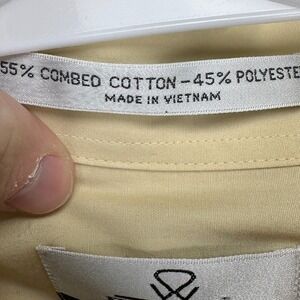 55% COMBED COTTON - 45% POLYESTE
MADE IN VIETNAM